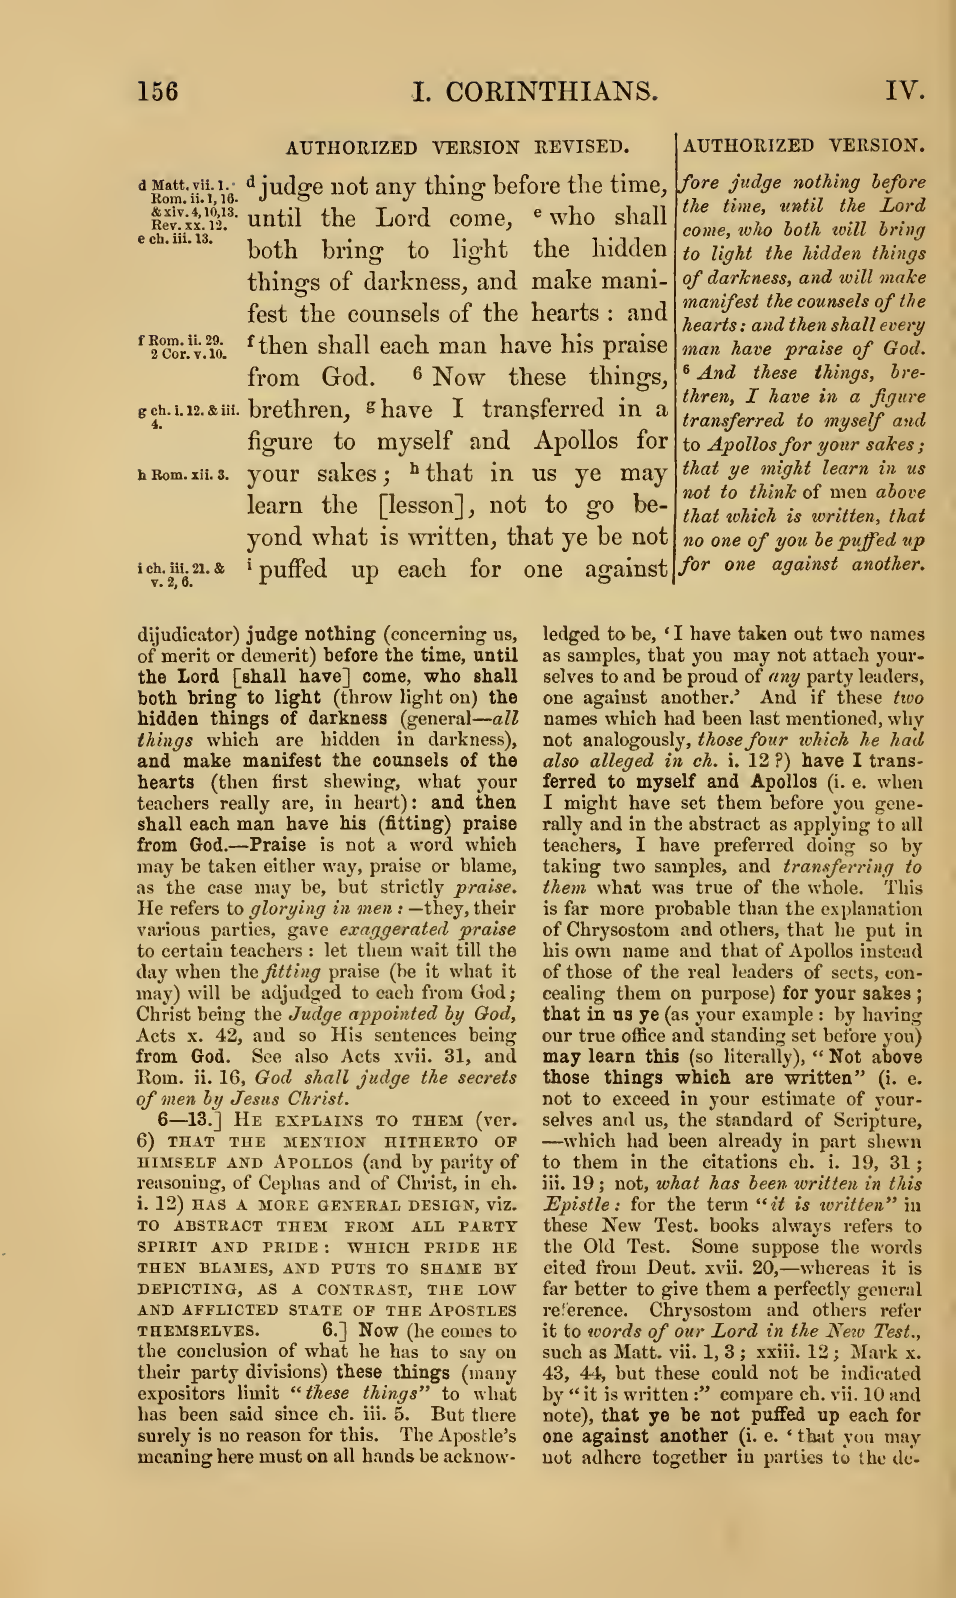 156
I. CORINTHIANS.
IV.
AUTHORIZED VERSION REVISED.
d Matt. vii. 1.
Rom. ii. 1, 16.
& xiv. 4, 10, 13.
Rev. xx. 12.
e ch. iii. 13.
f Rom. ii. 29.
2 Cor. v. 10.
g ch. i. 12. & iii.
4.
h Rom. xii. 3.
i ch. iii. 21. &
v. 2, 6.
d judge not any thing before the time,
until the Lord come, e who shall
both bring to light the hidden
things of darkness, and make mani-
fest the counsels of the hearts : and
f then shall each man have his praise
from God. 6 Now these things,
brethren, g have I transferred in a
figure to myself and Apollos for
your sakes ; h that in us ye may
learn the [lesson], not to go be-
yond what is written, that ye be not
i puffed up each for one against
AUTHORIZED VERSION.
fore judge nothing before
the time, until the Lord
come, who both will bring
to light the hidden things
of darkness, and will make
manifest the counsels of the
hearts : and then shall every
man have praise of God.
6 And these things, bre-
thren, I have in a figure
transferred to myself and
to Apollos for your sakes ;
that ye might learn in us
not to think of men above
that which is written, that
no one of you be puffed up
for one against another.
dijudicator) judge nothing (concerning us,
of merit or demerit) before the time, until
the Lord [shall have] come, who shall
both bring to light (throw light on) the
hidden things of darkness (general—all
things which are hidden in darkness),
and make manifest the counsels of the
hearts (then first shewing, what your
teachers really are, in heart): and then
shall each man have his (fitting) praise
from God.—Praise is not a word which
may be taken either way, praise or blame,
as the case may be, but strictly praise.
He refers to glorying in men : —they, their
various parties, gave exaggerated praise
to certain teachers : let them wait till the
day when the fitting praise (be it what it
may) will be adjudged to each from God;
Christ being the Judge appointed by God,
Acts x. 42, and so His sentences being
from God. See also Acts xvii. 31, and
Rom. ii. 16, God shall judge the secrets
of men by Jesus Christ.
6—13.] HE EXPLAINS TO THEM (ver.
6) THAT THE MENTION HITHERTO OF
HIMSELF AND APOLLOS (and by parity of
reasoning, of Cephas and of Christ, in ch.
i. 12) HAS A MORE GENERAL DESIGN, VIZ.
TO ABSTRACT THEM FROM ALL PARTY
SPIRIT AND PRIDE : WHICH PRIDE HE
THEN BLAMES, AND PUTS TO SHAME BY
DEPICTING, AS A CONTRAST, THE LOW
AND AFFLICTED STATE OF THE APOSTLES
THEMSELVES. 6.] Now (he comes to
the conclusion of what he has to say on
their party divisions) these things (many
expositors limit "these things" to what
has been said since ch. iii. 5. But there
surely is no reason for this. The Apostle's
meaning here must on all hands be acknow-
ledged to be, 'I have taken out two names
as samples, that you may not attach your-
selves to and be proud of any party leaders,
one against another.' And if these two
names which had been last mentioned, why
not analogously, those four which he had
also alleged in ch. i. 12 ?) have I trans-
ferred to myself and Apollos (i. e. when
I might have set them before you gene-
rally and in the abstract as applying to all
teachers, I have preferred doing so by
taking two samples, and transferring to
them what was true of the whole. This
is far more probable than the explanation
of Chrysostom and others, that he put in
his own name and that of Apollos instead
of those of the real leaders of sects, con-
cealing them on purpose) for your sakes ;
that in us ye (as your example : by having
our true office and standing set before you)
may learn this (so literally), "Not above
those things which are written" (i. e.
not to exceed in your estimate of your-
selves and us, the standard of Scripture,
—which had been already in part shewn
to them in the citations ch. i. 19, 31 ;
iii. 19 ; not, what has been written in this
Epistle : for the term "it is written" in
these New Test. books always refers to
the Old Test. Some suppose the words
cited from Deut. xvii. 20,—whereas it is
far better to give them a perfectly general
reference. Chrysostom and others refer
it to words of our Lord in the New Test.,
such as Matt. vii. 1, 3 ; xxiii. 12 ; Mark x.
43, 44, but these could not be indicated
by "it is written :" compare ch. vii. 10 and
note), that ye be not puffed up each for
one against another (i. e. 'that you may
not adhere together in parties to the de-